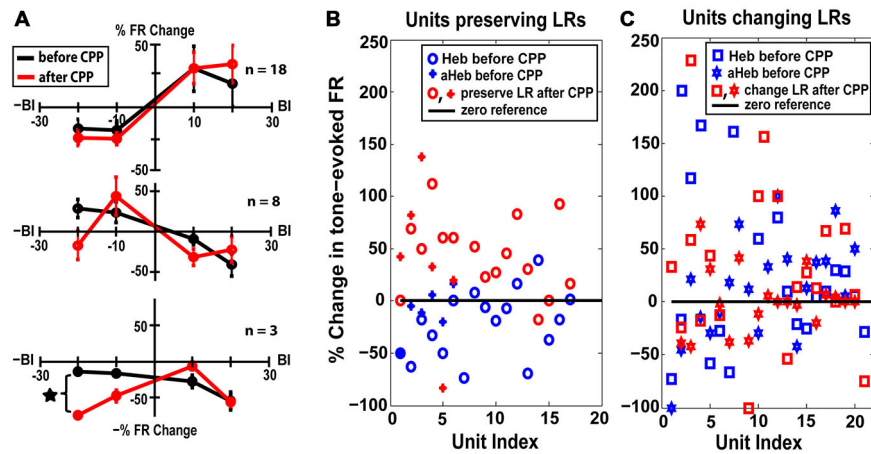 A
% FR Change
before CPP
after CPP
50
n = 18
−BI
BI
-30
-10
10
30
-50
50
n = 8
−BI
BI
-30
-10
10
30
-50
50
n = 3
−BI
BI
-30
-10
10
30
-50
−% FR Change
B
Units preserving LRs
% Change in tone−evoked FR
250
200
150
100
50
0
−50
−100
Heb before CPP
aHeb before CPP
, preserve LR after CPP
zero reference
0
5
10
15
20
Unit Index
C
Units changing LRs
250
200
150
100
50
0
−50
−100
Heb before CPP
aHeb before CPP
, change LR after CPP
zero reference
0
5
10
15
20
Unit Index